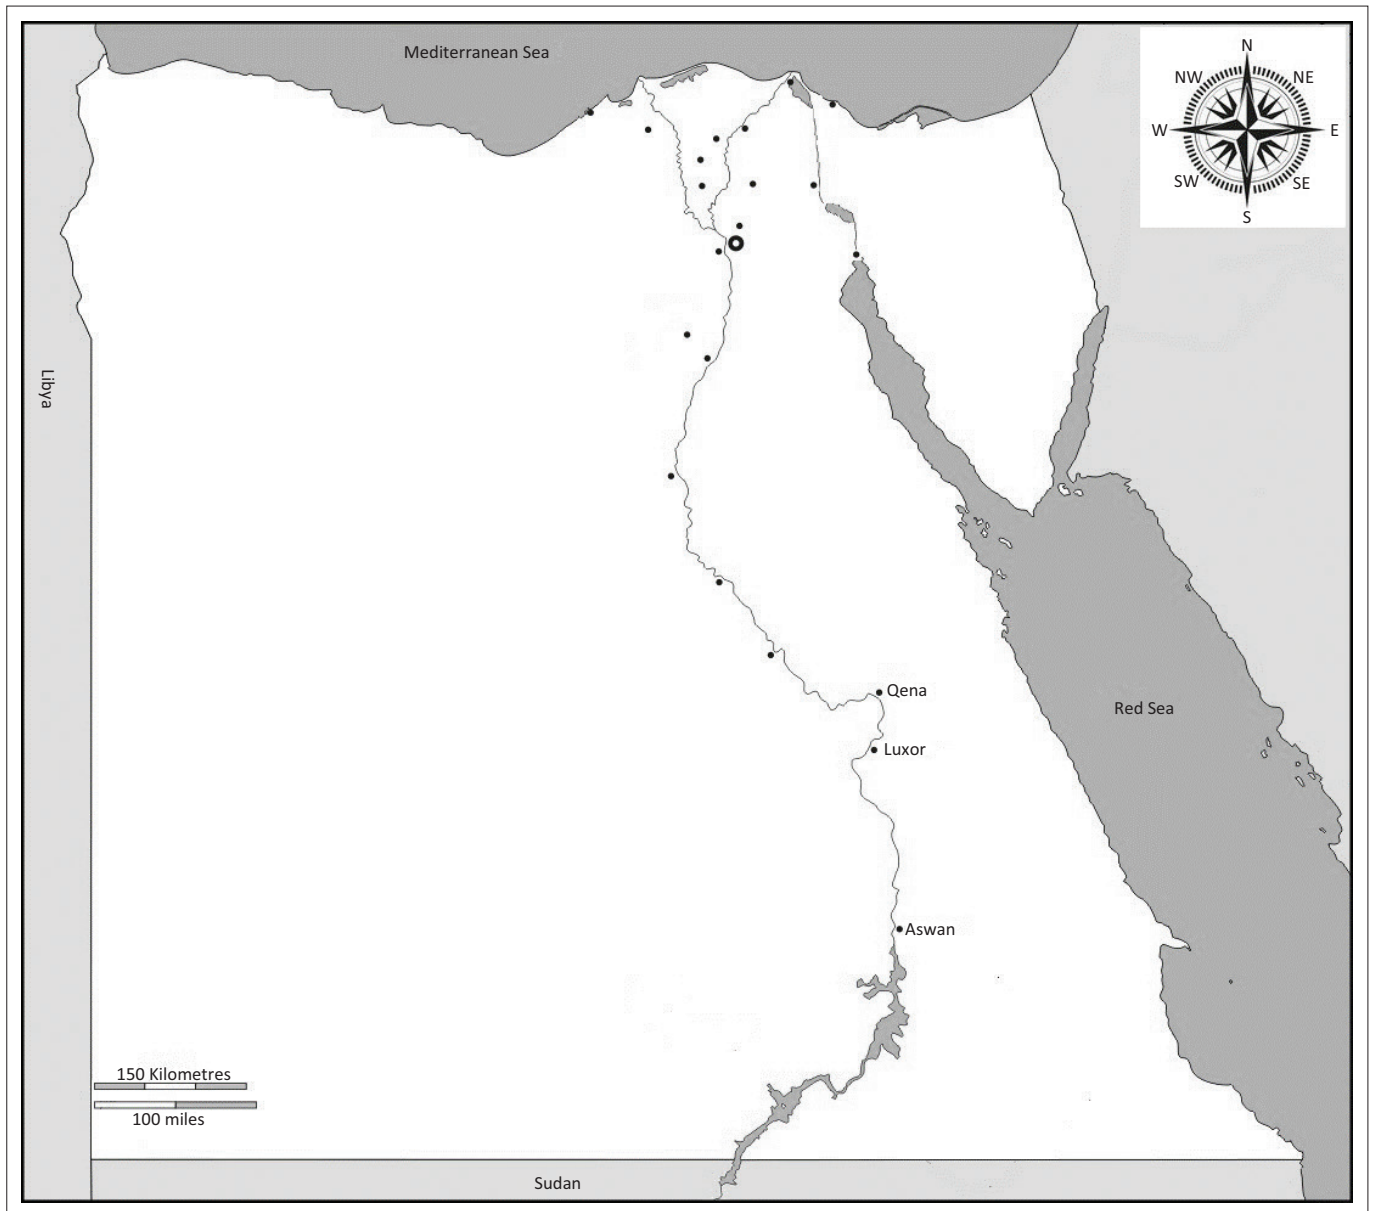 Mediterranean Sea
N
NW
NE
W
E
SW
SE
S
Libya
Qena
Red Sea
Luxor
Aswan
150 Kilometres
100 miles
Sudan